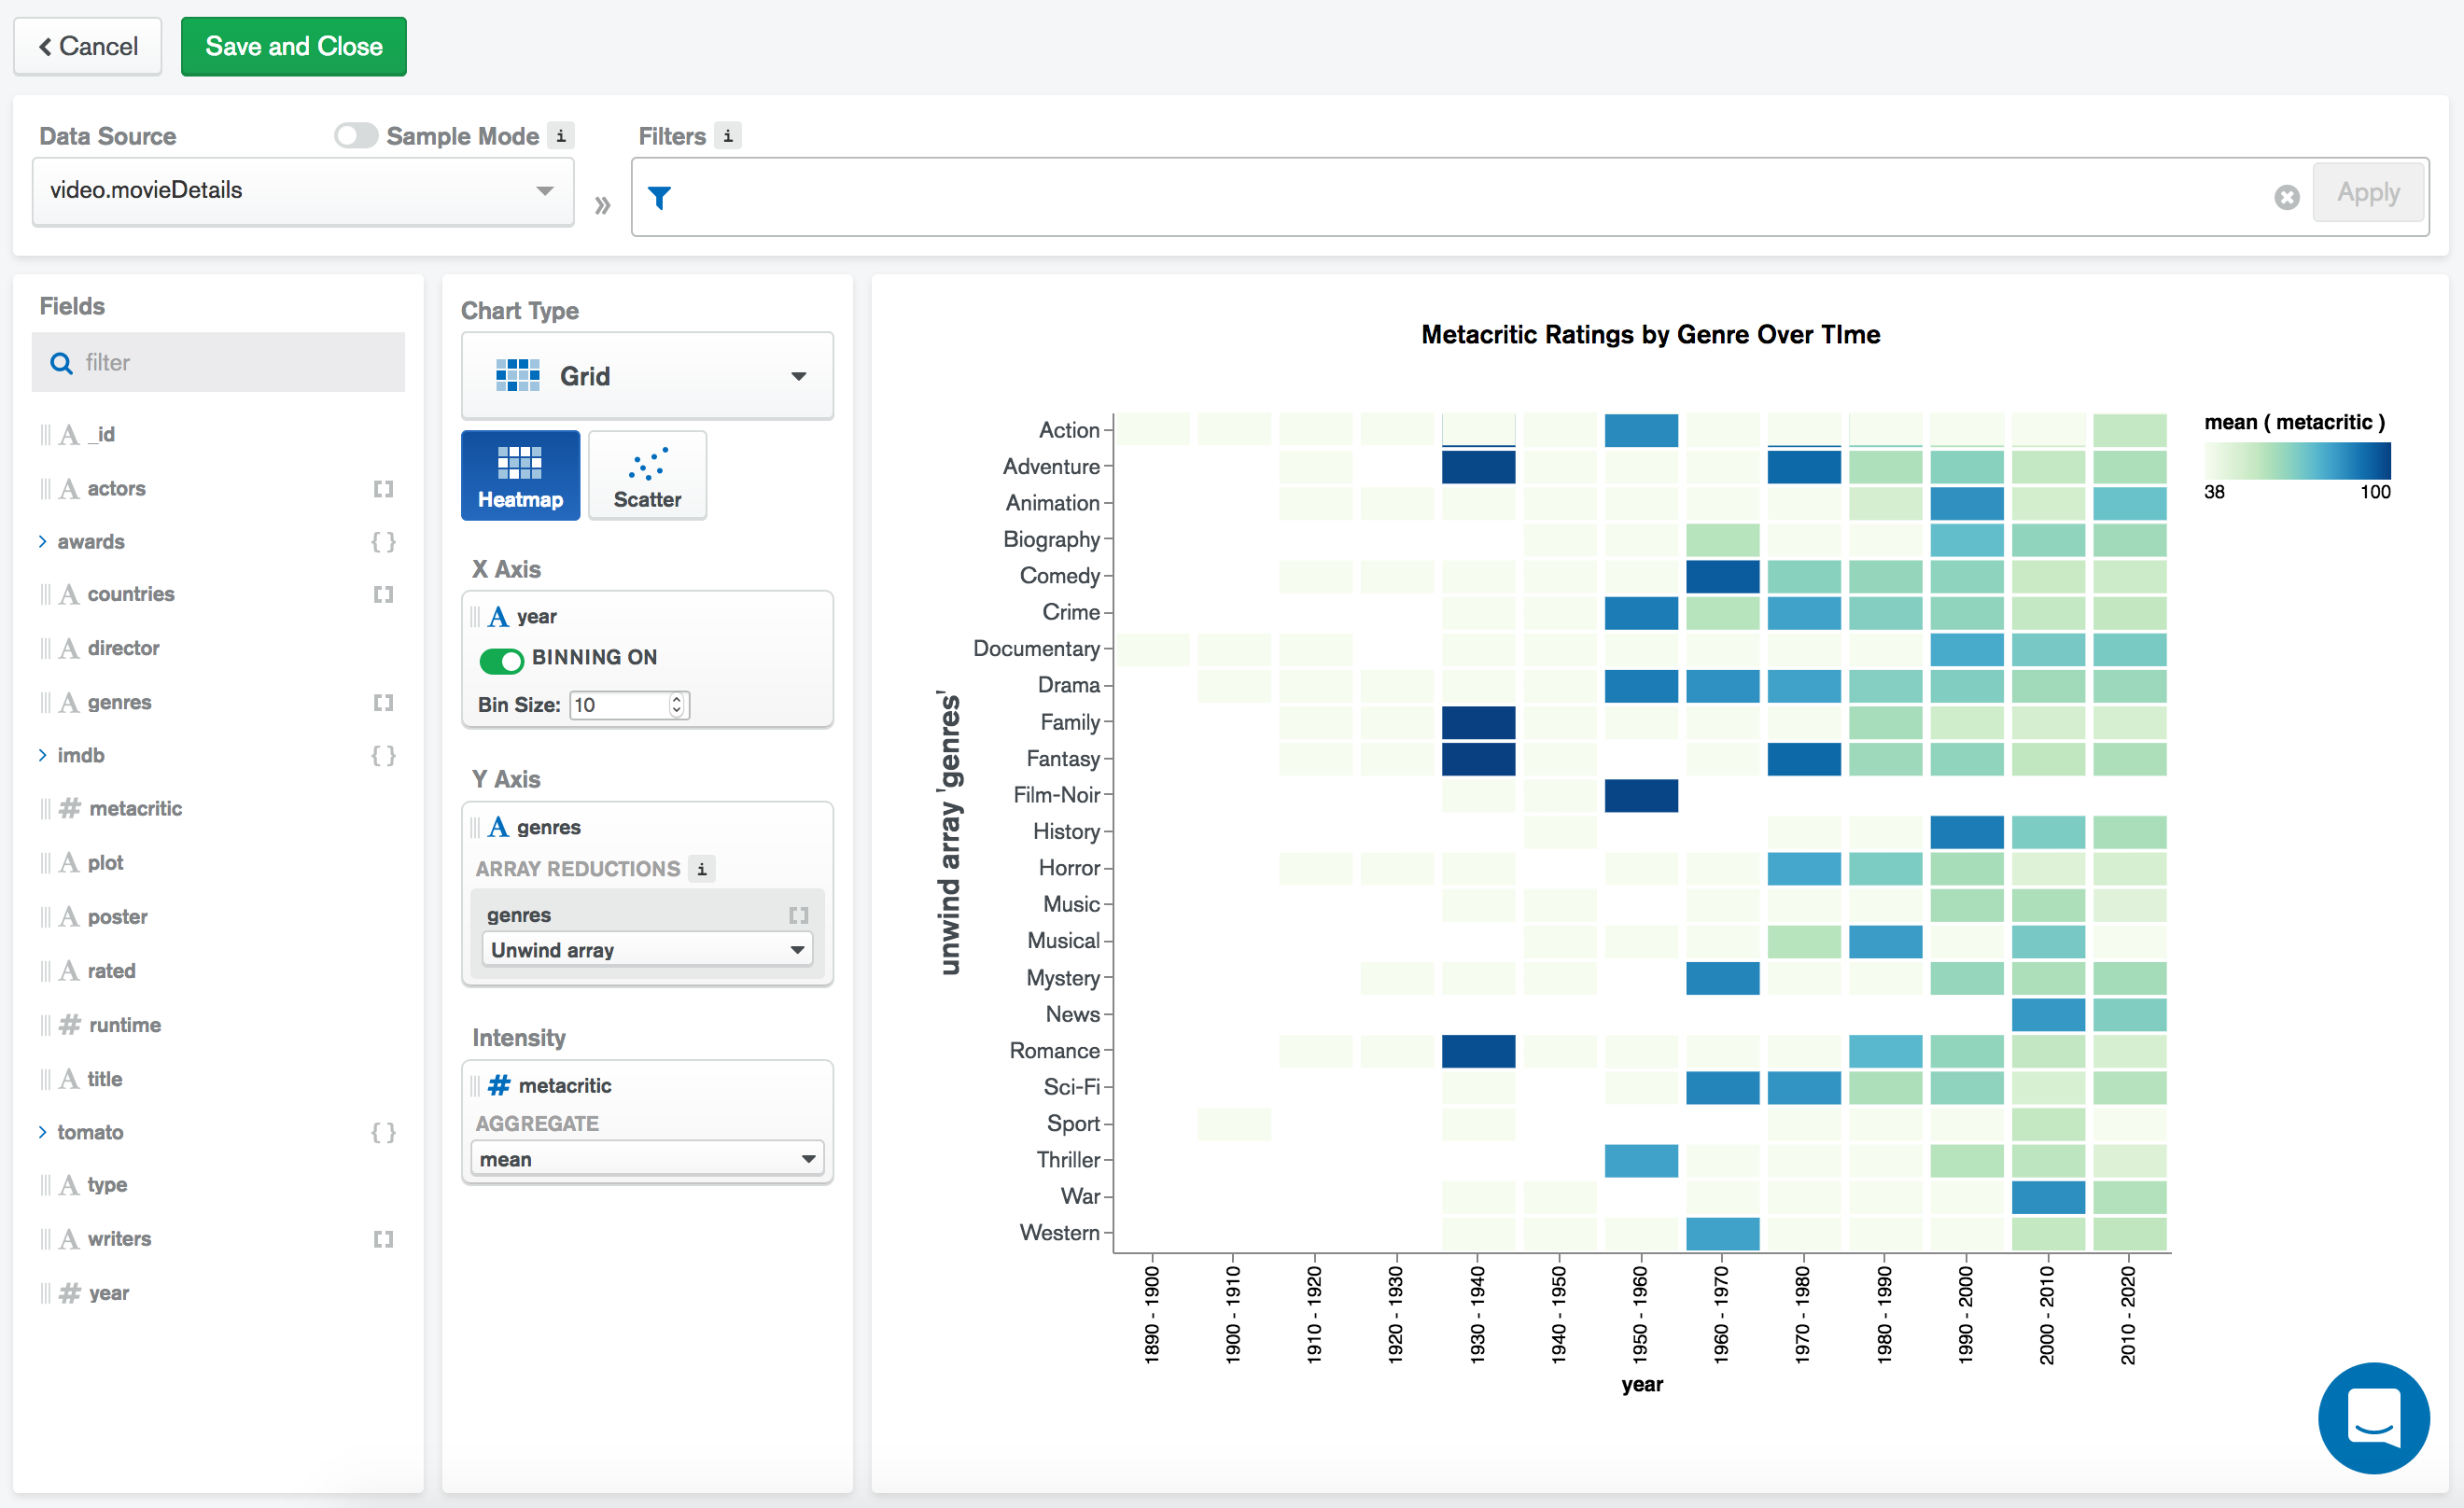 Cancel
Save and Close
Data Source
Sample Mode i
Filters i
video.movieDetails
»
Apply
Fields
filter
A _id
A actors [ ]
awards { }
A countries [ ]
A director
A genres [ ]
imdb { }
# metacritic
A plot
A poster
A rated
# runtime
A title
tomato { }
A type
A writers [ ]
# year
Chart Type
Grid
Heatmap
Scatter
X Axis
A year
BINNING ON
Bin Size: 10
Y Axis
A genres
ARRAY REDUCTIONS i
genres [ ]
Unwind array
Intensity
# metacritic
AGGREGATE
mean
Metacritic Ratings by Genre Over TIme
unwind array 'genres'
Action
Adventure
Animation
Biography
Comedy
Crime
Documentary
Drama
Family
Fantasy
Film-Noir
History
Horror
Music
Musical
Mystery
News
Romance
Sci-Fi
Sport
Thriller
War
Western
1890 - 1900
1900 - 1910
1910 - 1920
1920 - 1930
1930 - 1940
1940 - 1950
1950 - 1960
1960 - 1970
1970 - 1980
1980 - 1990
1990 - 2000
2000 - 2010
2010 - 2020
year
mean ( metacritic )
38 100